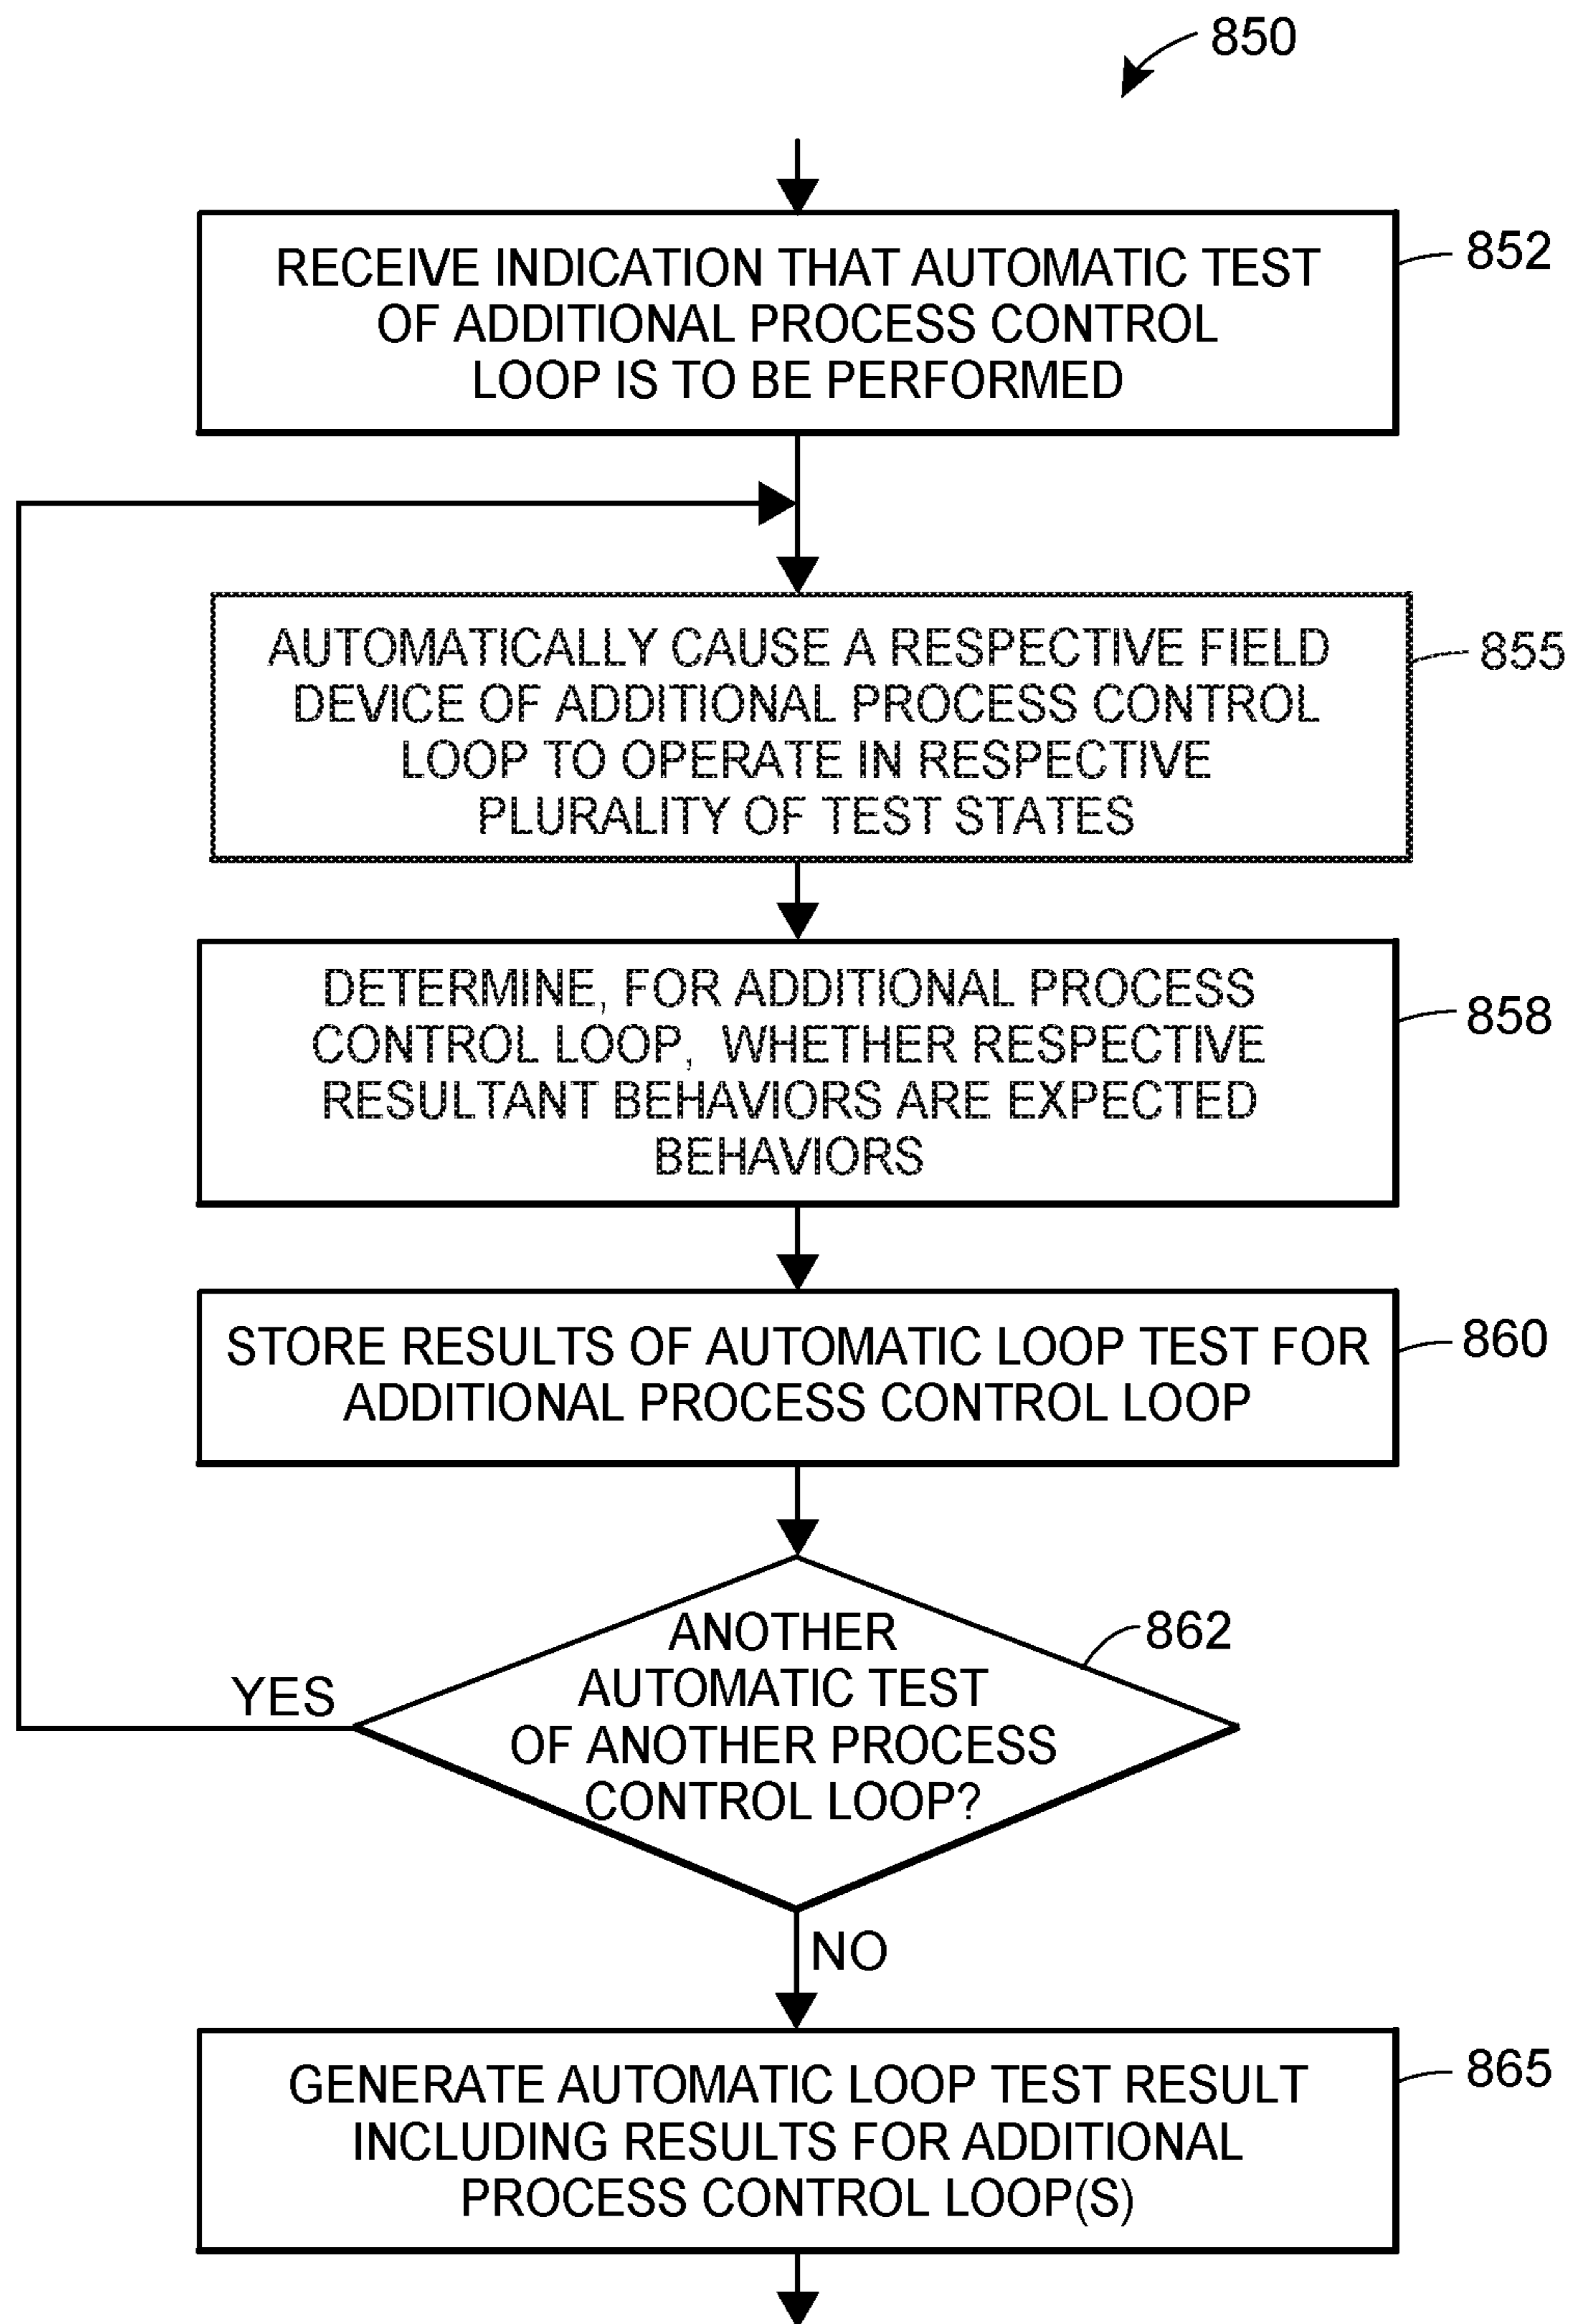 850
RECEIVE INDICATION THAT AUTOMATIC TEST
OF ADDITIONAL PROCESS CONTROL
LOOP IS TO BE PERFORMED
852
AUTOMATICALLY CAUSE A RESPECTIVE FIELD
DEVICE OF ADDITIONAL PROCESS CONTROL
LOOP TO OPERATE IN RESPECTIVE
PLURALITY OF TEST STATES
855
DETERMINE, FOR ADDITIONAL PROCESS
CONTROL LOOP, WHETHER RESPECTIVE
RESULTANT BEHAVIORS ARE EXPECTED
BEHAVIORS
858
STORE RESULTS OF AUTOMATIC LOOP TEST FOR
ADDITIONAL PROCESS CONTROL LOOP
860
ANOTHER
AUTOMATIC TEST
OF ANOTHER PROCESS
CONTROL LOOP?
862
YES
NO
GENERATE AUTOMATIC LOOP TEST RESULT
INCLUDING RESULTS FOR ADDITIONAL
PROCESS CONTROL LOOP(S)
865